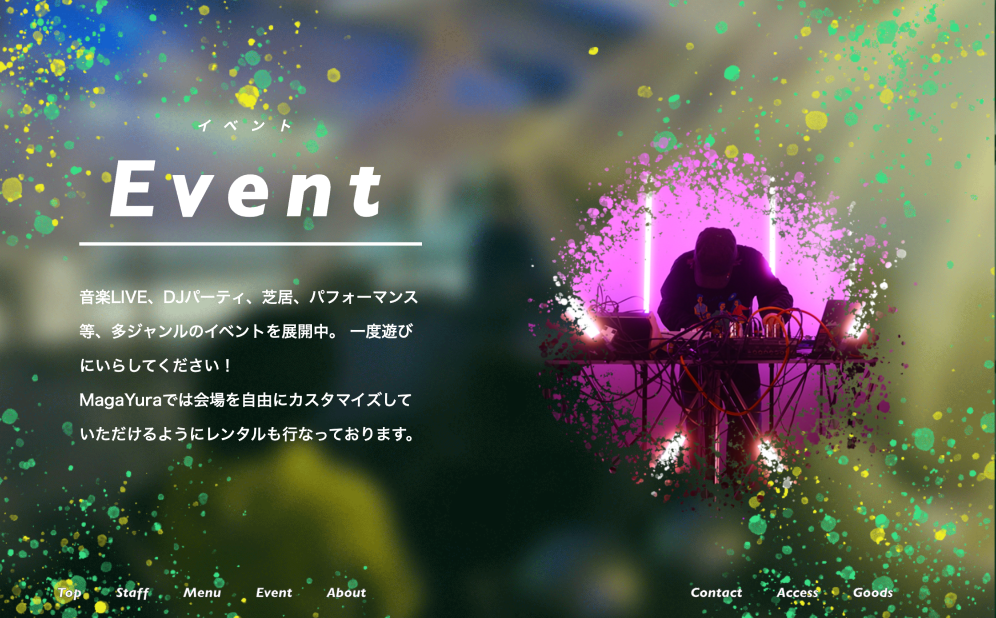 イベント
Event
音楽LIVE、DJパーティ、芝居、パフォーマンス
等、多ジャンルのイベントを展開中。 一度遊び
にいらしてください！
MagaYuraでは会場を自由にカスタマイズして
いただけるようにレンタルも行なっております。
Top Staff Menu Event About Contact Access Goods